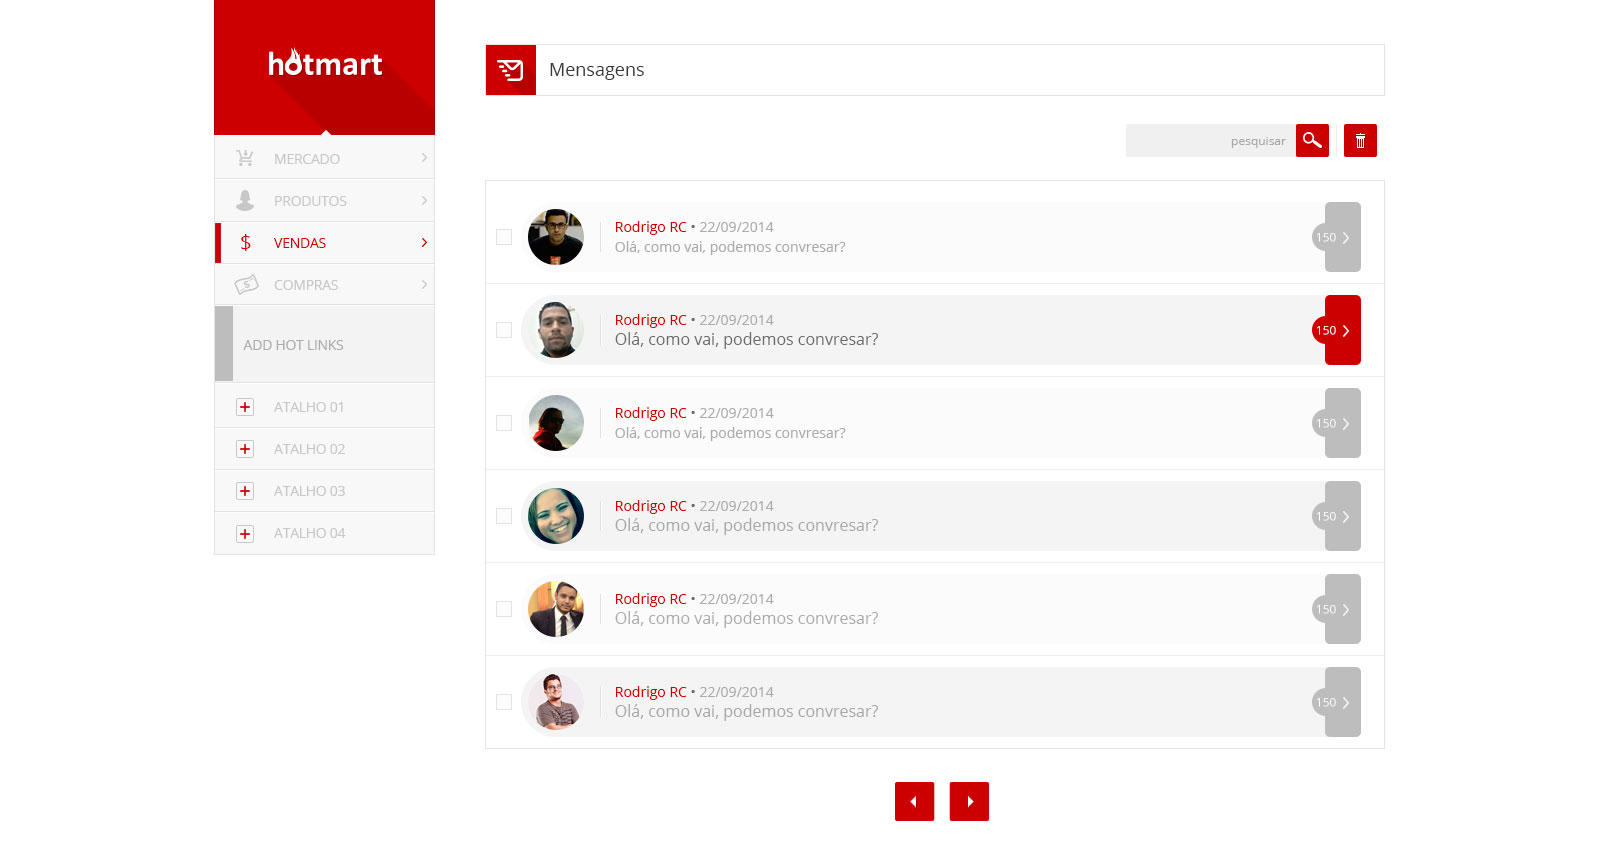 hotmart
MERCADO
PRODUTOS
$ VENDAS
COMPRAS
ADD HOT LINKS
ATALHO 01
ATALHO 02
ATALHO 03
ATALHO 04
Mensagens
pesquisar
Rodrigo RC • 22/09/2014
Olá, como vai, podemos convresar?
150
Rodrigo RC • 22/09/2014
Olá, como vai, podemos convresar?
150
Rodrigo RC • 22/09/2014
Olá, como vai, podemos convresar?
150
Rodrigo RC • 22/09/2014
Olá, como vai, podemos convresar?
150
Rodrigo RC • 22/09/2014
Olá, como vai, podemos convresar?
150
Rodrigo RC • 22/09/2014
Olá, como vai, podemos convresar?
150